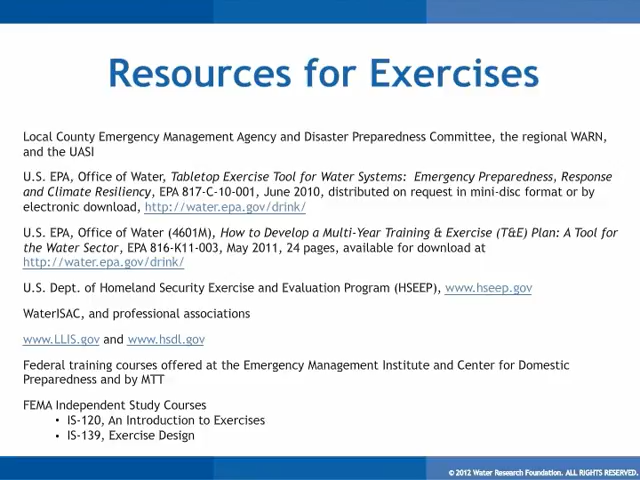 Resources for Exercises
Local County Emergency Management Agency and Disaster Preparedness Committee, the regional WARN,
and the UASI
U.S. EPA, Office of Water, Tabletop Exercise Tool for Water Systems: Emergency Preparedness, Response
and Climate Resiliency, EPA 817-C-10-001, June 2010, distributed on request in mini-disc format or by
electronic download, http://water.epa.gov/drink/
U.S. EPA, Office of Water (4601M), How to Develop a Multi-Year Training & Exercise (T&E) Plan: A Tool for
the Water Sector, EPA 816-K11-003, May 2011, 24 pages, available for download at
http://water.epa.gov/drink/
U.S. Dept. of Homeland Security Exercise and Evaluation Program (HSEEP), www.hseep.gov
WaterISAC, and professional associations
www.LLIS.gov and www.hsdl.gov
Federal training courses offered at the Emergency Management Institute and Center for Domestic
Preparedness and by MTT
FEMA Independent Study Courses
• IS-120, An Introduction to Exercises
• IS-139, Exercise Design
© 2012 Water Research Foundation. ALL RIGHTS RESERVED.